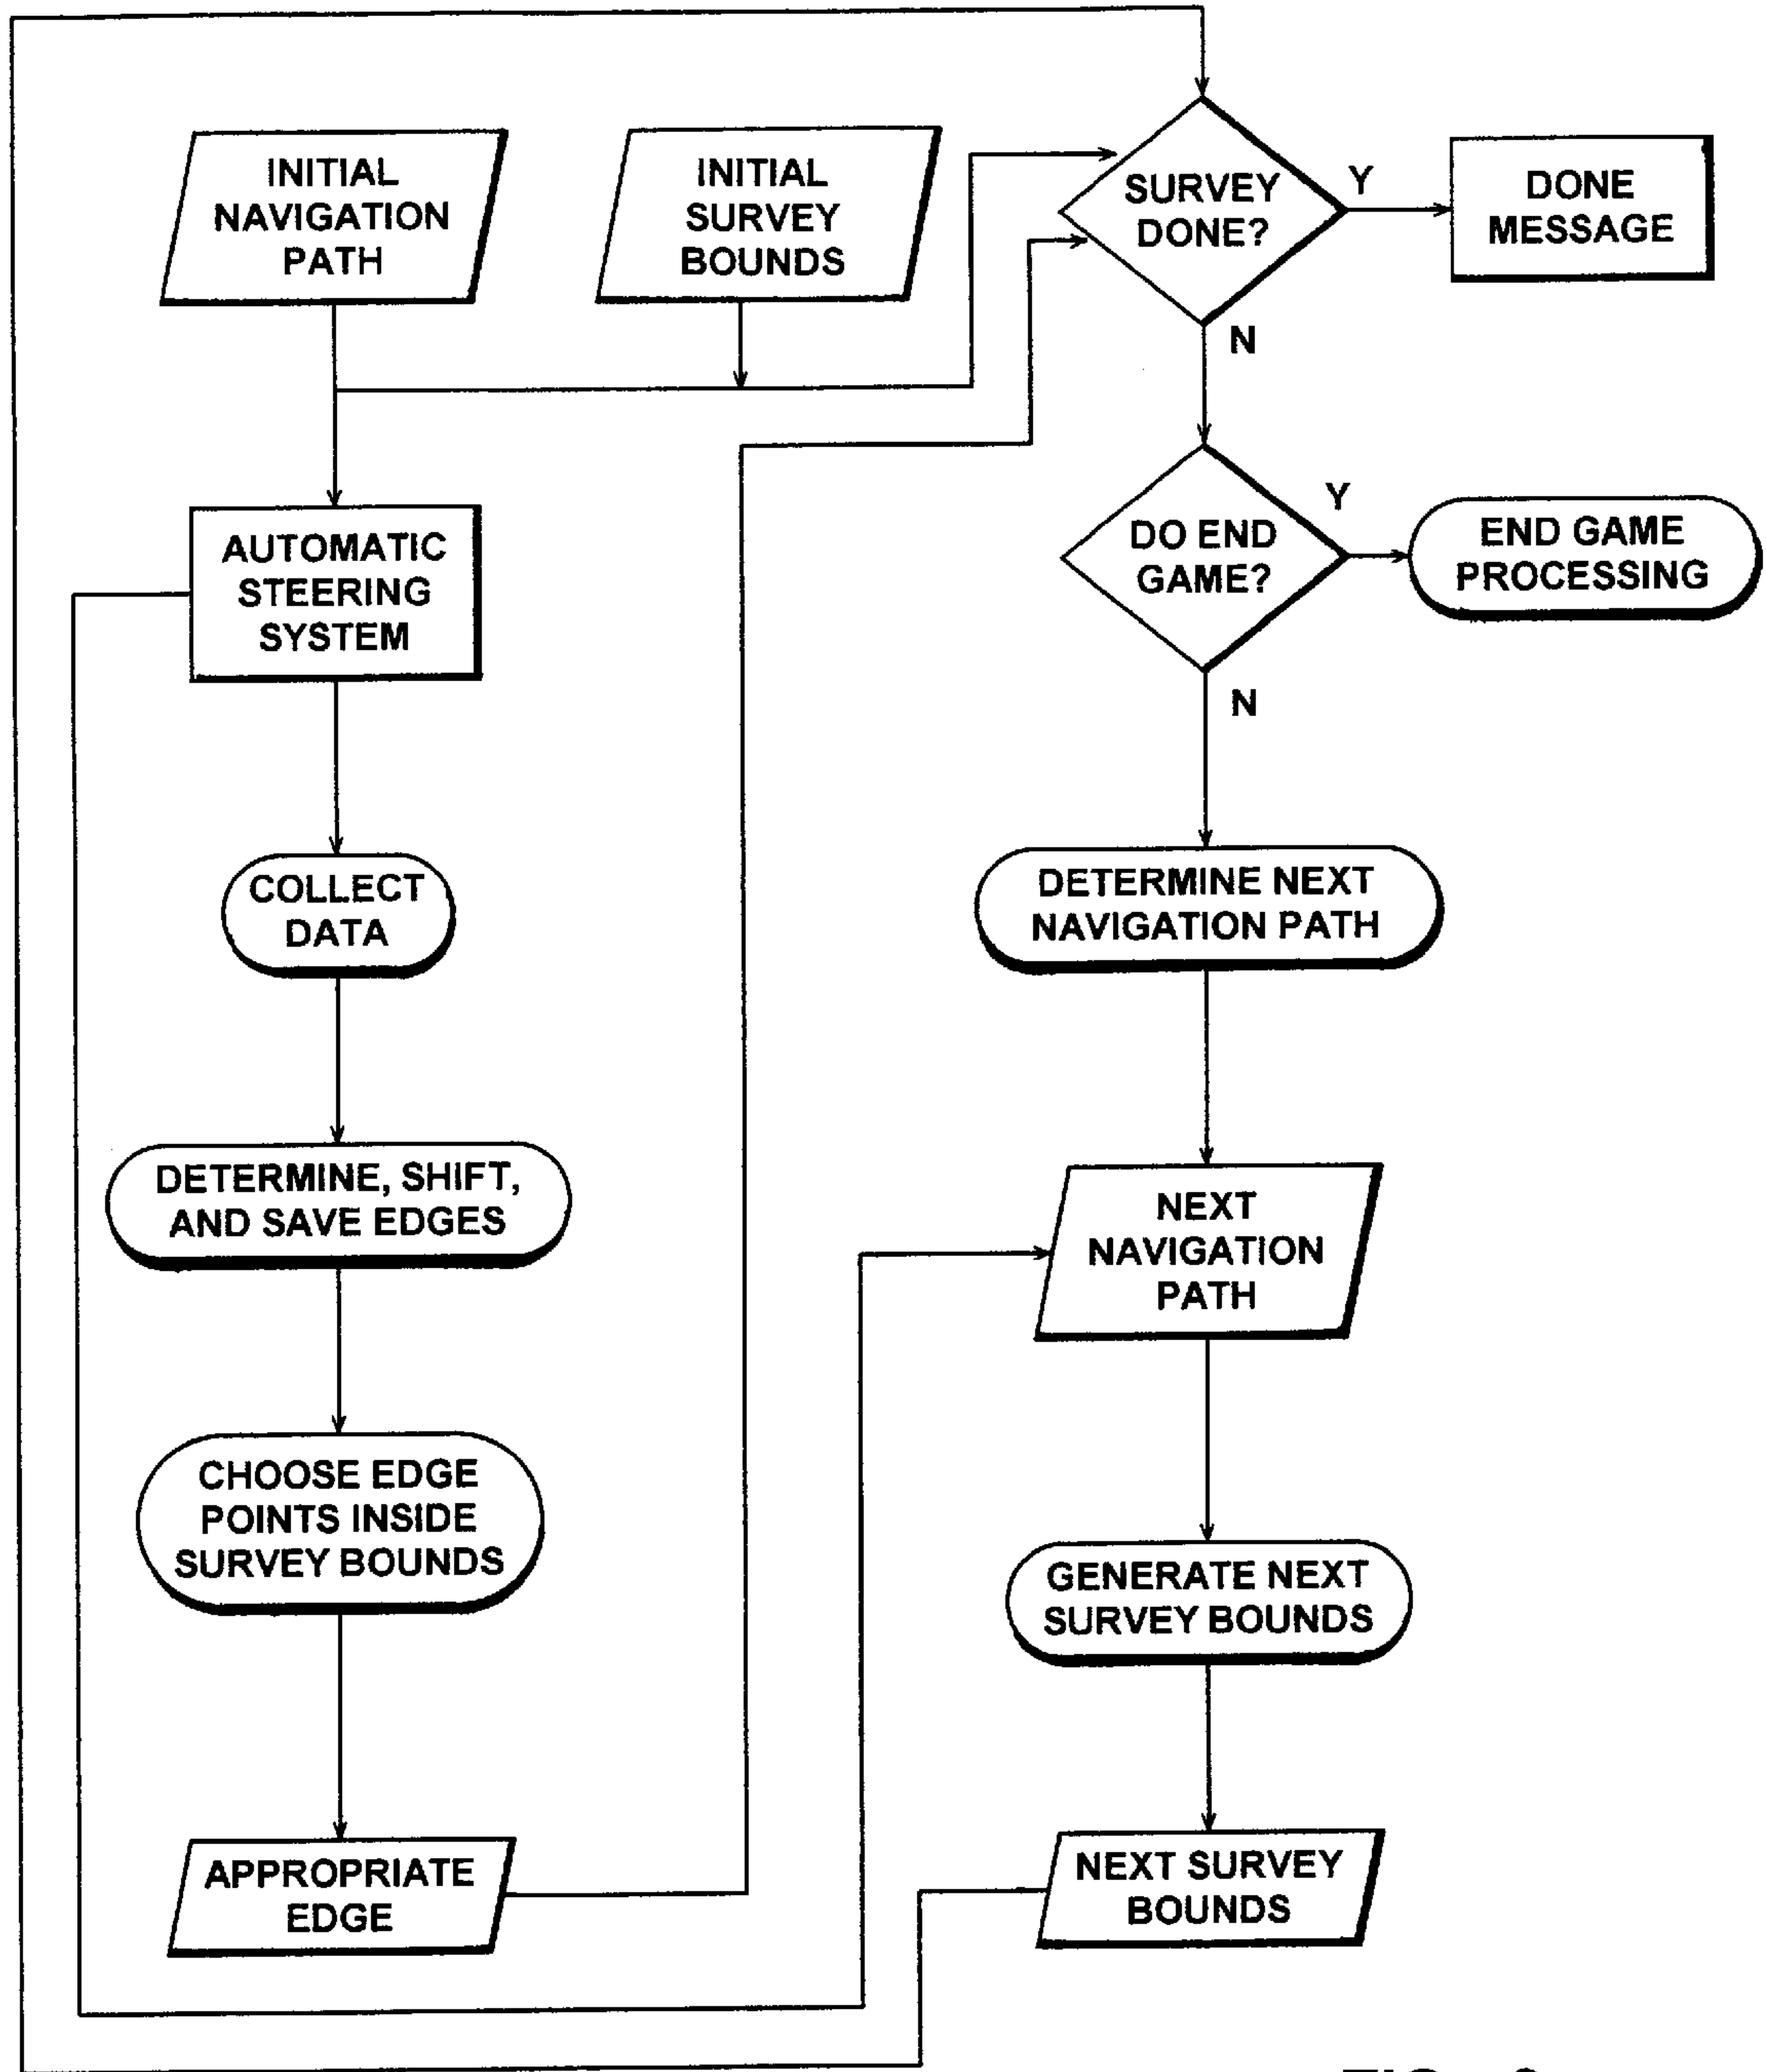 INITIAL
NAVIGATION
PATH
INITIAL
SURVEY
BOUNDS
SURVEY
DONE?
Y
DONE
MESSAGE
N
AUTOMATIC
STEERING
SYSTEM
DO END
GAME?
Y
END GAME
PROCESSING
N
COLLECT
DATA
DETERMINE NEXT
NAVIGATION PATH
DETERMINE, SHIFT,
AND SAVE EDGES
NEXT
NAVIGATION
PATH
CHOOSE EDGE
POINTS INSIDE
SURVEY BOUNDS
GENERATE NEXT
SURVEY BOUNDS
APPROPRIATE
EDGE
NEXT SURVEY
BOUNDS